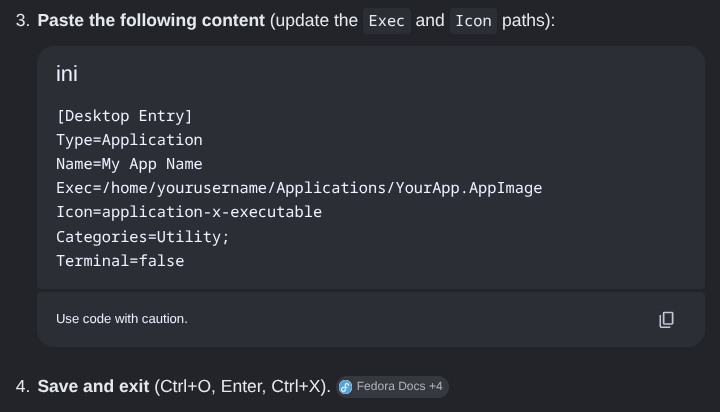 3. Paste the following content (update the Exec and Icon paths):
ini
[Desktop Entry]
Type=Application
Name=My App Name
Exec=/home/yourusername/Applications/YourApp.AppImage
Icon=application-x-executable
Categories=Utility;
Terminal=false
Use code with caution.
4. Save and exit (Ctrl+O, Enter, Ctrl+X). Fedora Docs +4